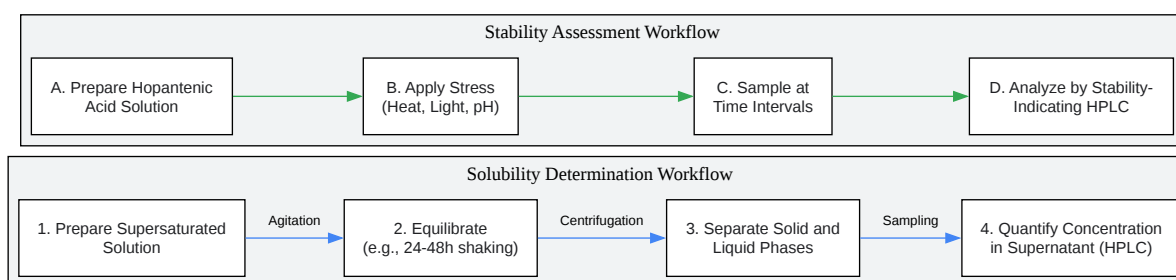 Stability Assessment Workflow
A. Prepare Hopantenic
Acid Solution
B. Apply Stress
(Heat, Light, pH)
C. Sample at
Time Intervals
D. Analyze by Stability-
Indicating HPLC
Solubility Determination Workflow
1. Prepare Supersaturated
Solution
Agitation
2. Equilibrate
(e.g., 24-48h shaking)
Centrifugation
3. Separate Solid and
Liquid Phases
Sampling
4. Quantify Concentration
in Supernatant (HPLC)